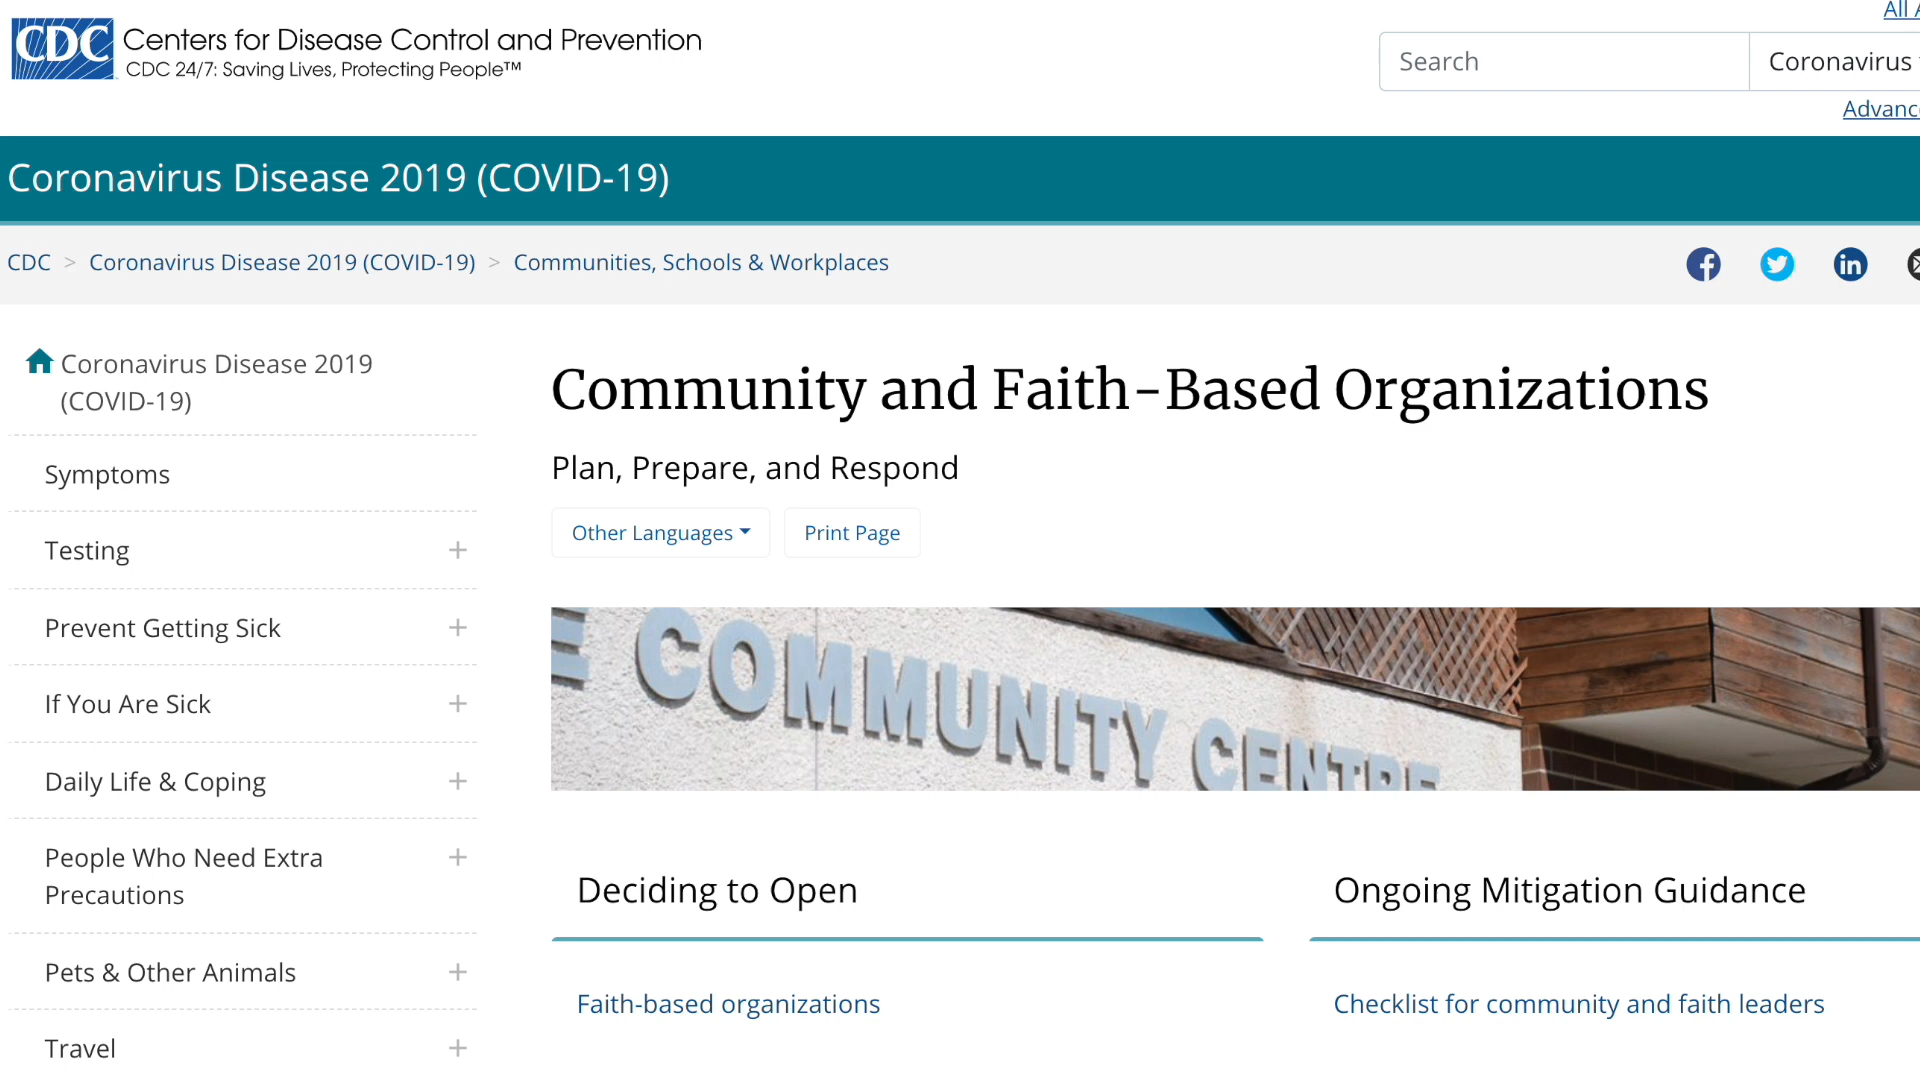 All
CDC Centers for Disease Control and Prevention
CDC 24/7: Saving Lives, Protecting People™
Search
Coronavirus
Coronavirus Disease 2019 (COVID-19)
CDC > Coronavirus Disease 2019 (COVID-19) > Communities, Schools & Workplaces
Coronavirus Disease 2019
(COVID-19)
Symptoms
Testing +
Prevent Getting Sick +
If You Are Sick +
Daily Life & Coping +
People Who Need Extra +
Precautions
Pets & Other Animals +
Travel +
Community and Faith-Based Organizations
Plan, Prepare, and Respond
Other Languages
Print Page
COMMUNITY CENTRE
Deciding to Open
Faith-based organizations
Ongoing Mitigation Guidance
Checklist for community and faith leaders